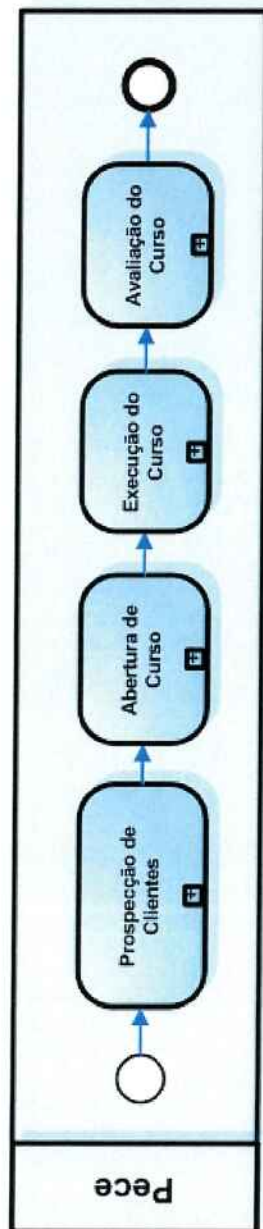 Pece
Prospecção de
Clientes
Abertura de
Curso
Execução do
Curso
Avaliação do
Curso